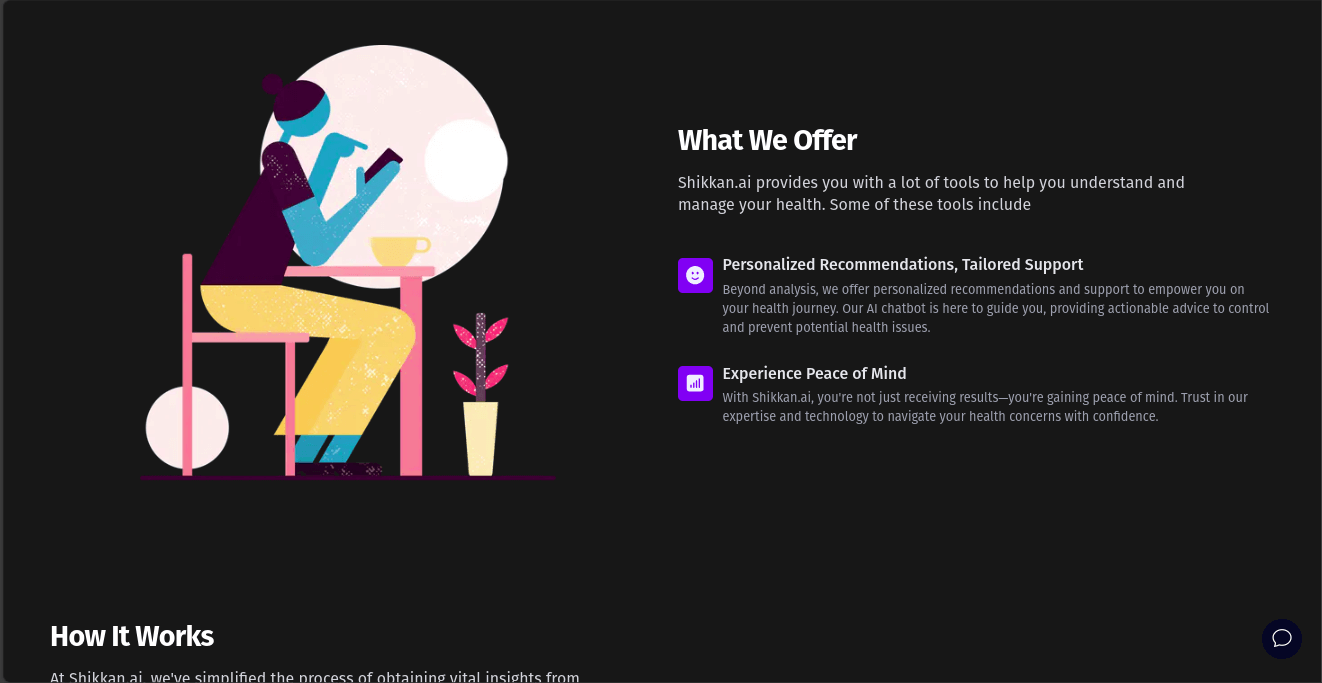 What We Offer
Shikkan.ai provides you with a lot of tools to help you understand and
manage your health. Some of these tools include
Personalized Recommendations, Tailored Support
Beyond analysis, we offer personalized recommendations and support to empower you on
your health journey. Our AI chatbot is here to guide you, providing actionable advice to control
and prevent potential health issues.
Experience Peace of Mind
With Shikkan.ai, you're not just receiving results—you're gaining peace of mind. Trust in our
expertise and technology to navigate your health concerns with confidence.
How It Works
At Shikkan.ai, we've simplified the process of obtaining vital insights from